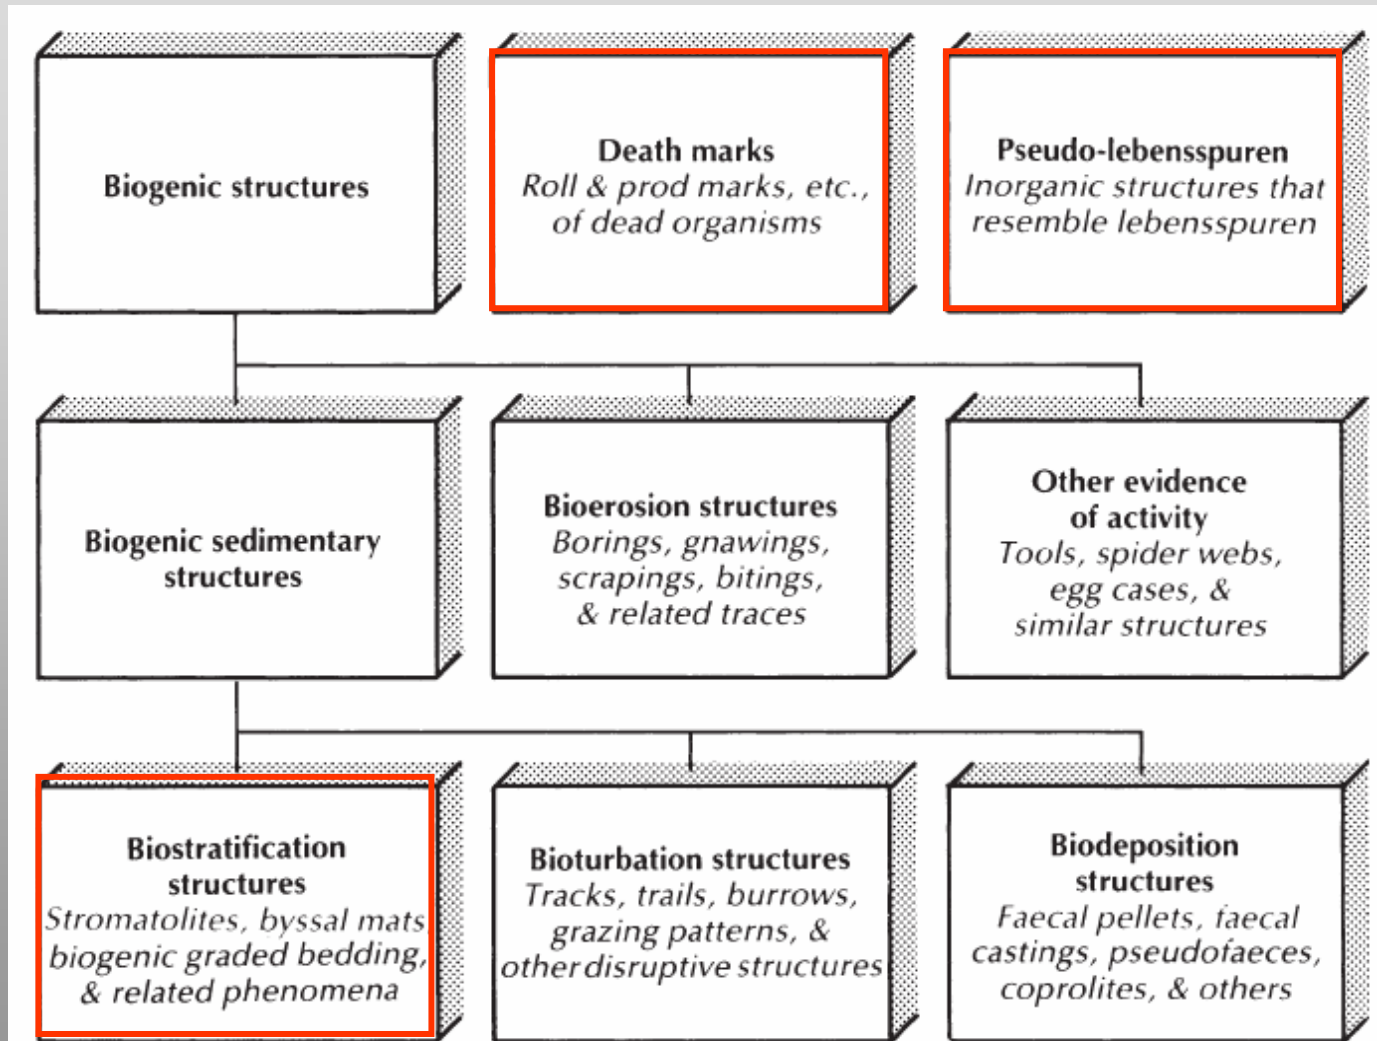 Biogenic structures
Death marks
Roll & prod marks, etc.,
of dead organisms
Pseudo-lebensspuren
Inorganic structures that
resemble lebensspuren
Biogenic sedimentary
structures
Bioerosion structures
Borings, gnawings,
scrapings, bitings,
& related traces
Other evidence
of activity
Tools, spider webs,
egg cases, &
similar structures
Biostratification
structures
Stromatolites, byssal mats,
biogenic graded bedding,
& related phenomena
Bioturbation structures
Tracks, trails, burrows,
grazing patterns, &
other disruptive structures
Biodeposition
structures
Faecal pellets, faecal
castings, pseudofaeces,
coprolites, & others